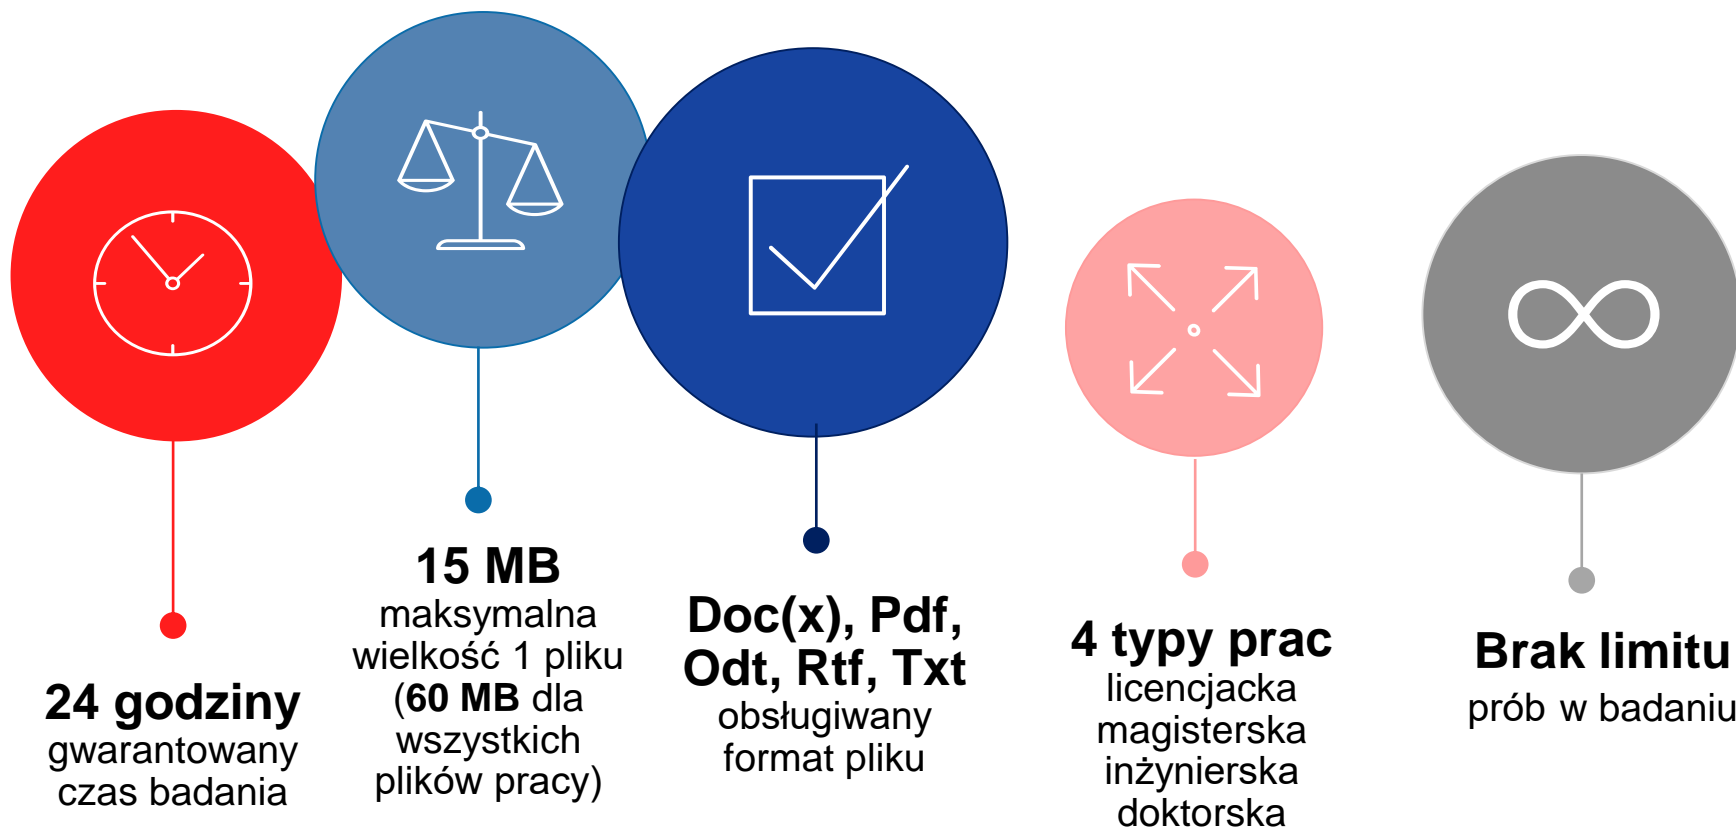 24 godziny
gwarantowany
czas badania
15 MB
maksymalna
wielkość 1 pliku
(60 MB dla
wszystkich
plików pracy)
Doc(x), Pdf,
Odt, Rtf, Txt
obsługiwany
format pliku
4 typy prac
licencjacka
magisterska
inżynierska
doktorska
Brak limitu
prób w badaniu